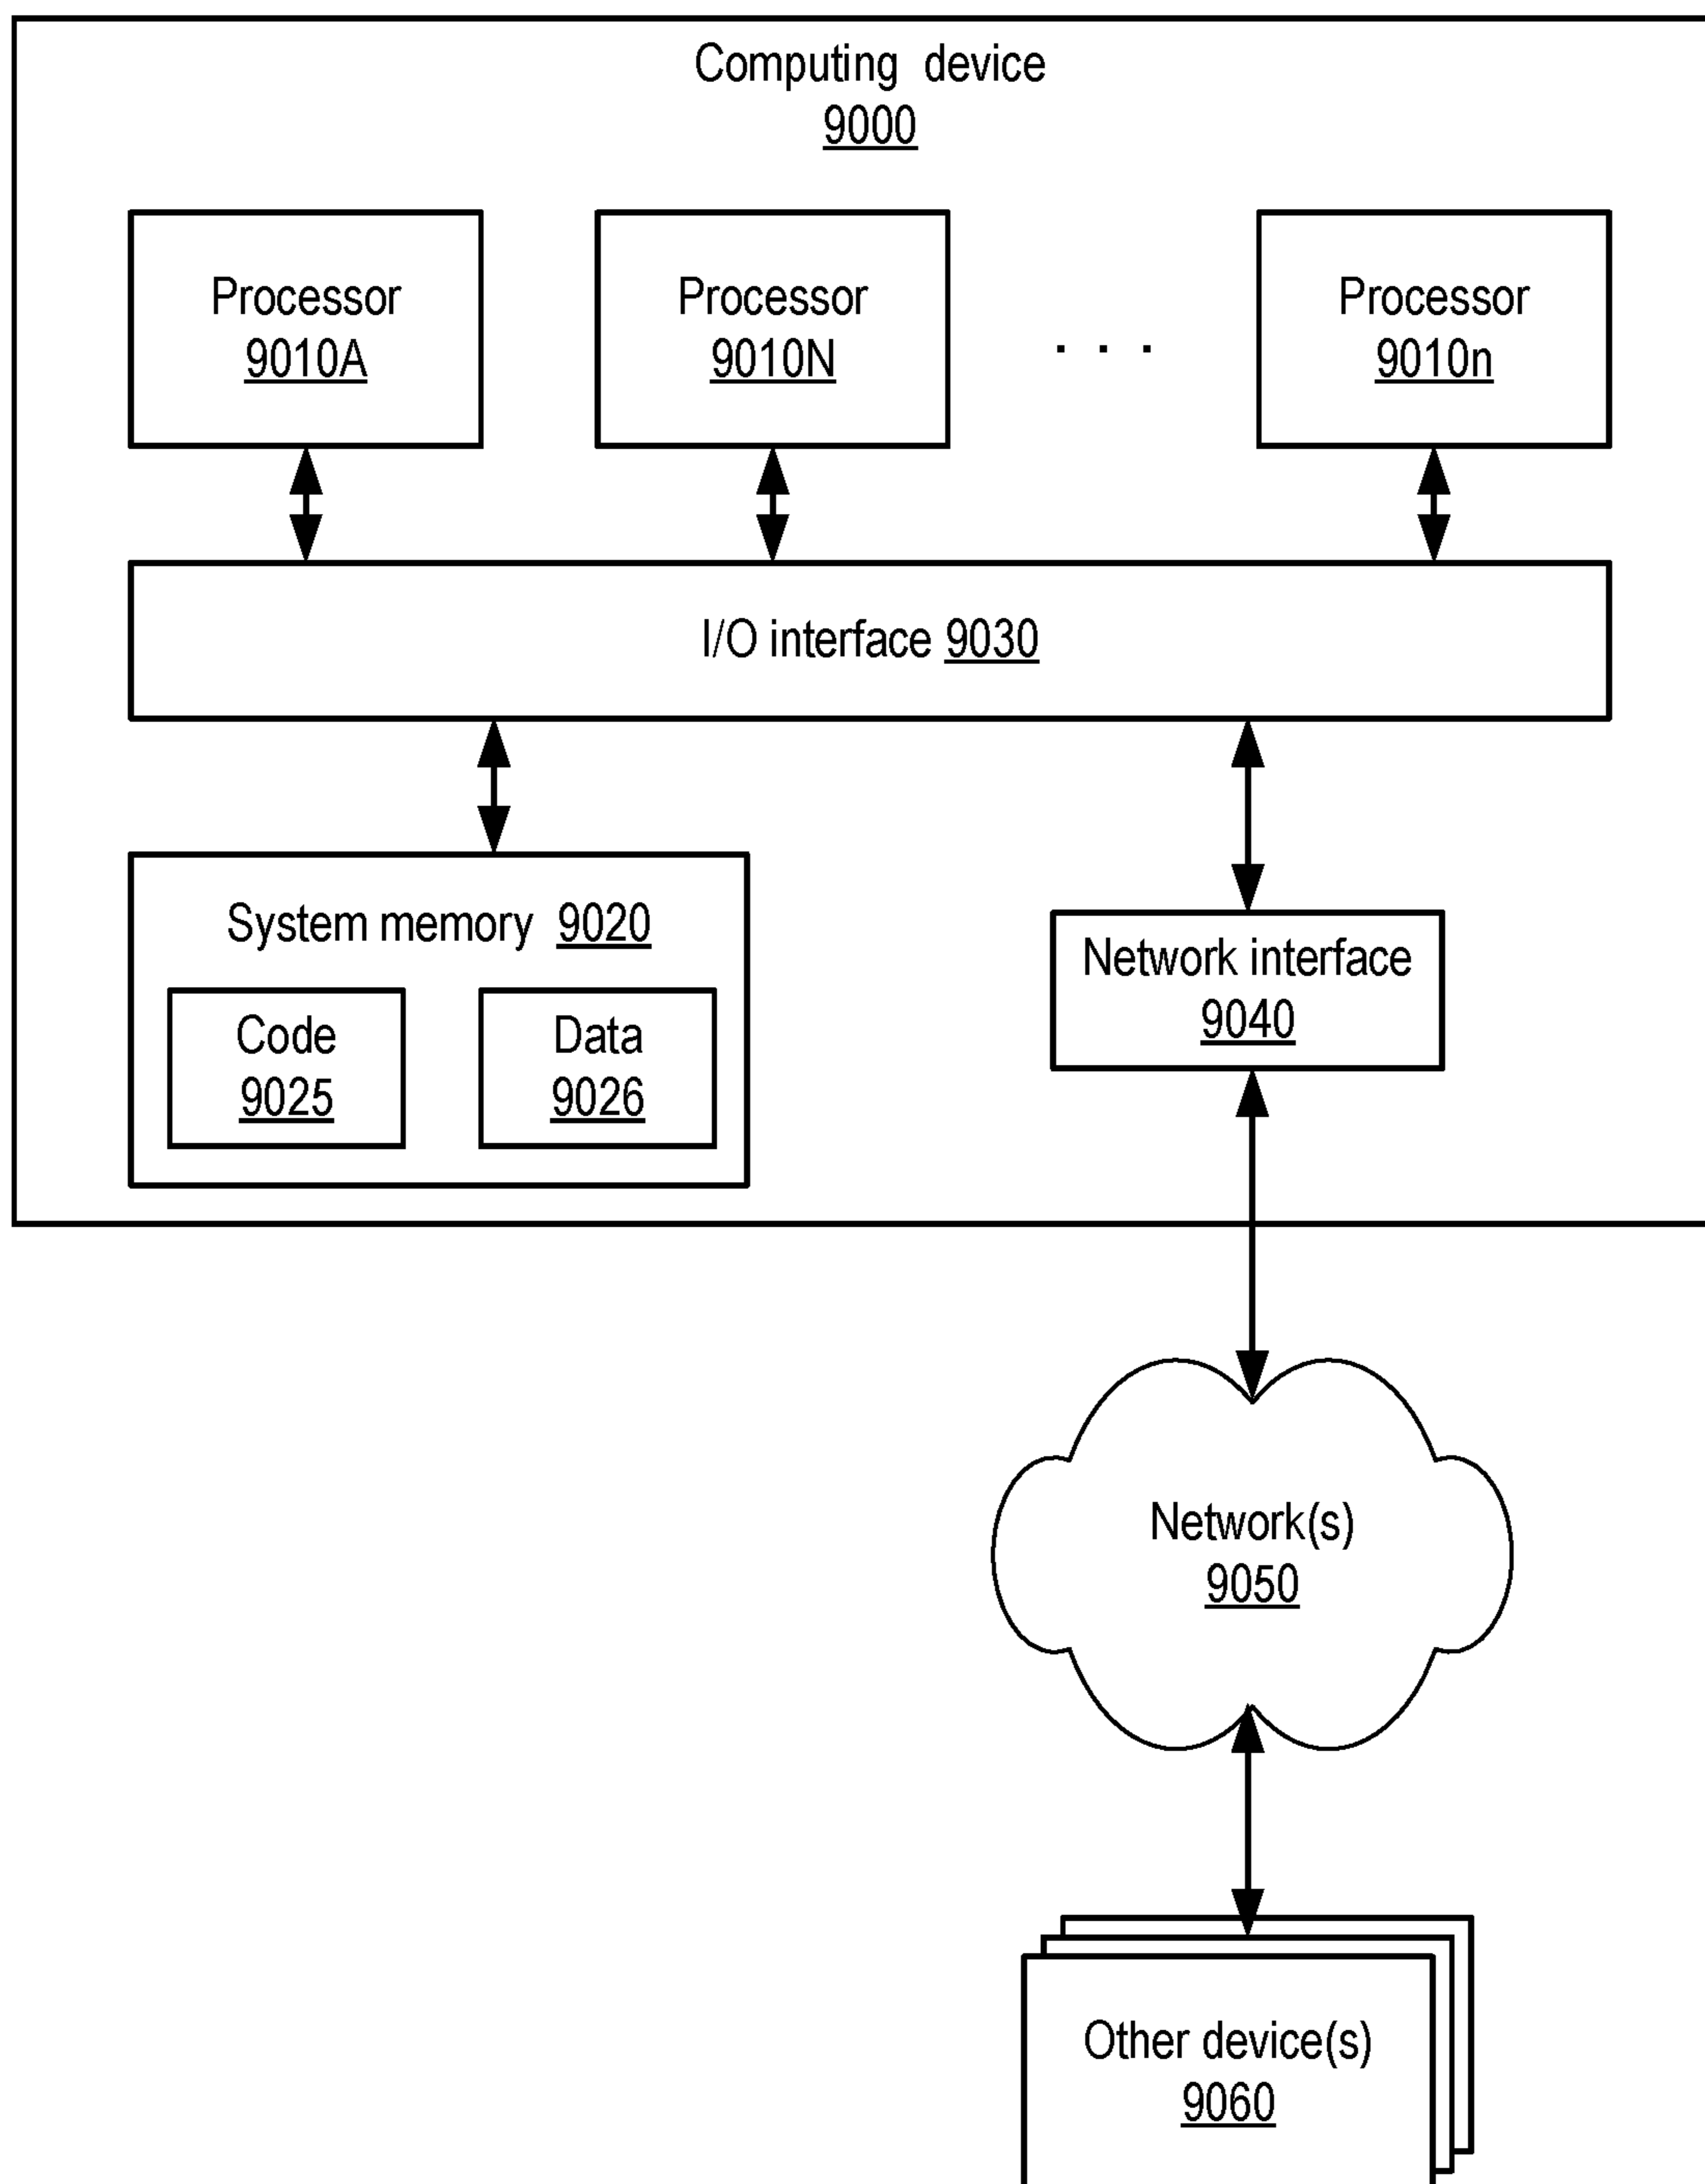 Computing device
9000
Processor
9010A
Processor
9010N
. . .
Processor
9010n
I/O interface 9030
System memory 9020
Code
9025
Data
9026
Network interface
9040
Network(s)
9050
Other device(s)
9060